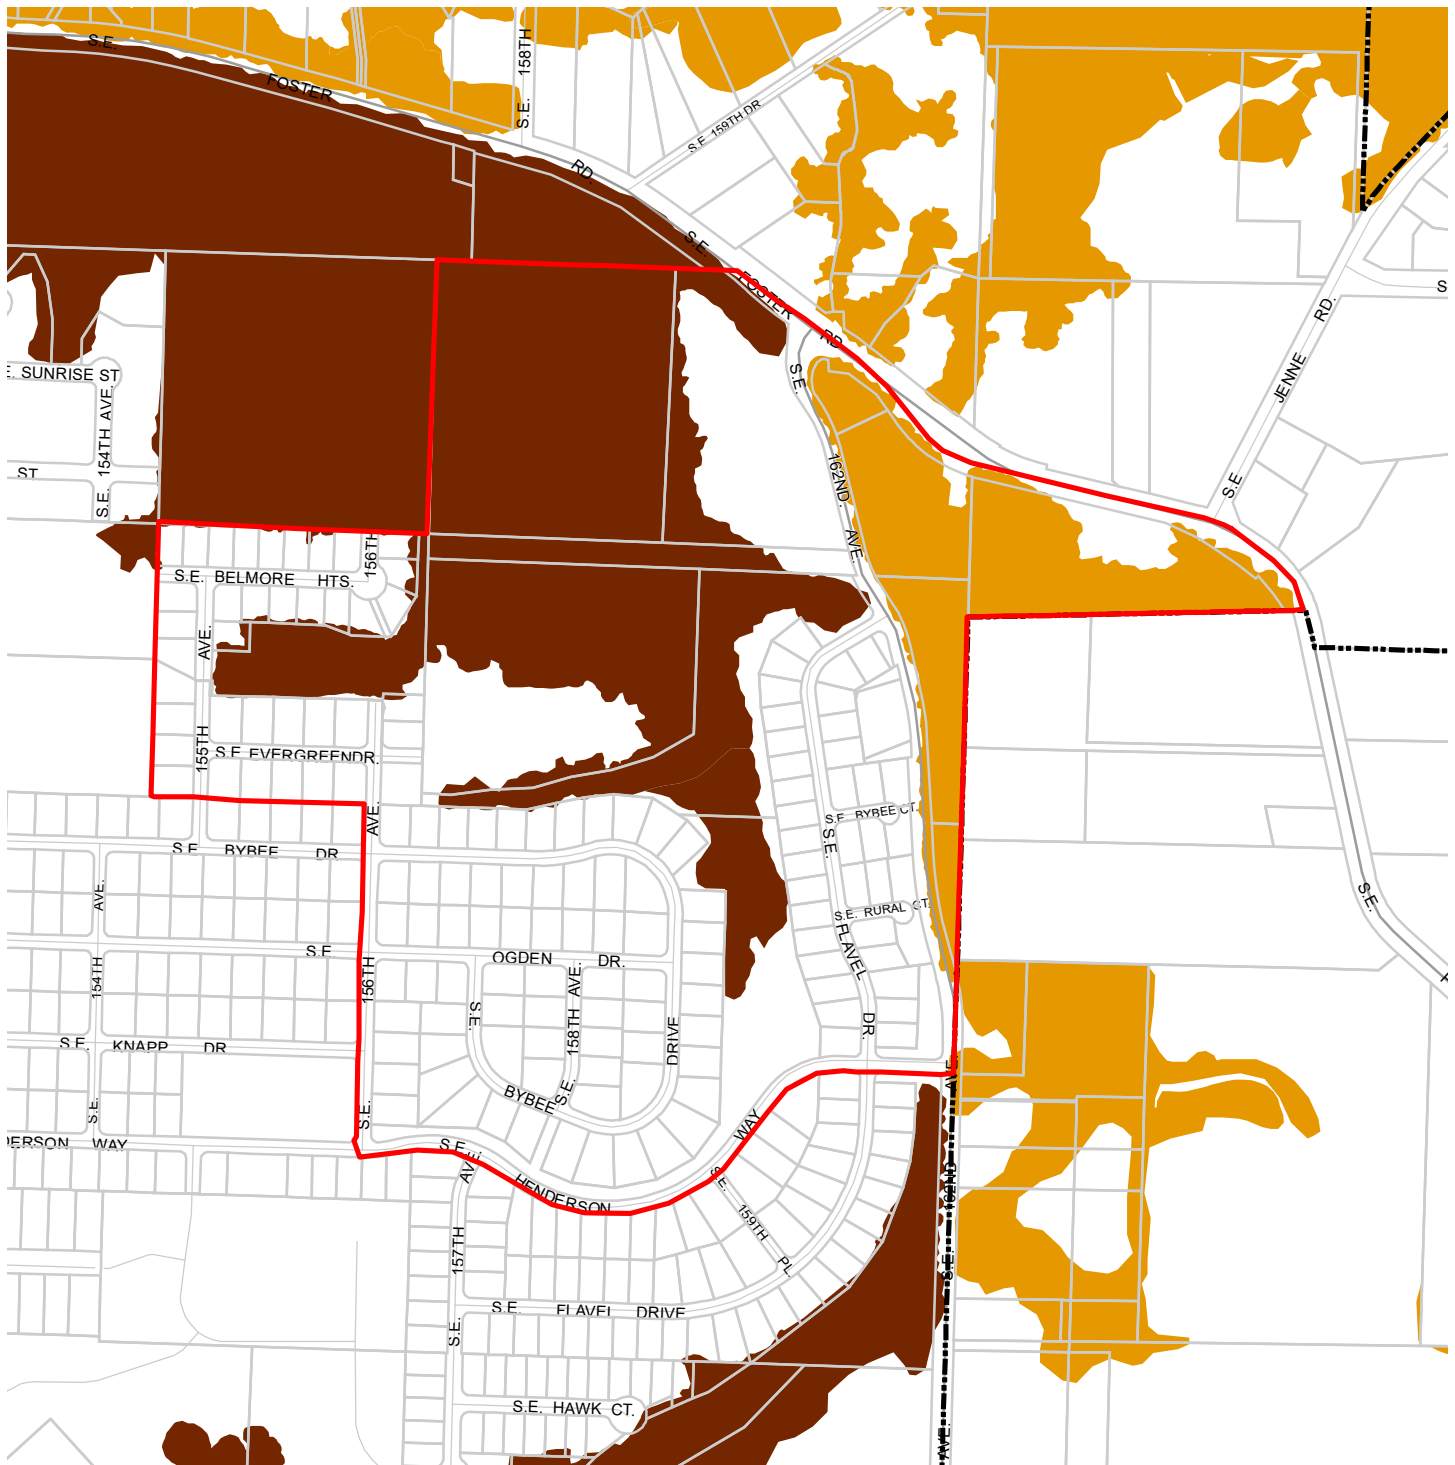 S.E.
FOSTER
RD.
S.E.
FOSTER
RD.
S.E. 158TH
S.E. 159TH DR
S.E.
162ND.
AVE.
JENNE RD.
S.E
S
E. SUNRISE ST
S.E. 154TH AVE.
ST
156TH
S.E. BELMORE HTS.
AVE.
155TH
S.E. EVERGREEN DR.
AVE.
S.E. BYBEE DR
S.E. BYBEE CT.
S.E.
S.E. RURAL CT.
FLAVEL
DR.
AVE.
154TH
S.E.
S.E. OGDEN DR.
156TH
S.E.
S.E.
BYBEE
DRIVE
S.E. 158TH AVE.
S.E. KNAPP DR
DERSON WAY
S.E.
HENDERSON
WAY
AVE.
157TH
S.E.
S.E. 159TH PL.
S.E. FLAVEL DRIVE
S.E. HAWK CT.
AVE.
162ND
S.E.
AVE.
S.E.